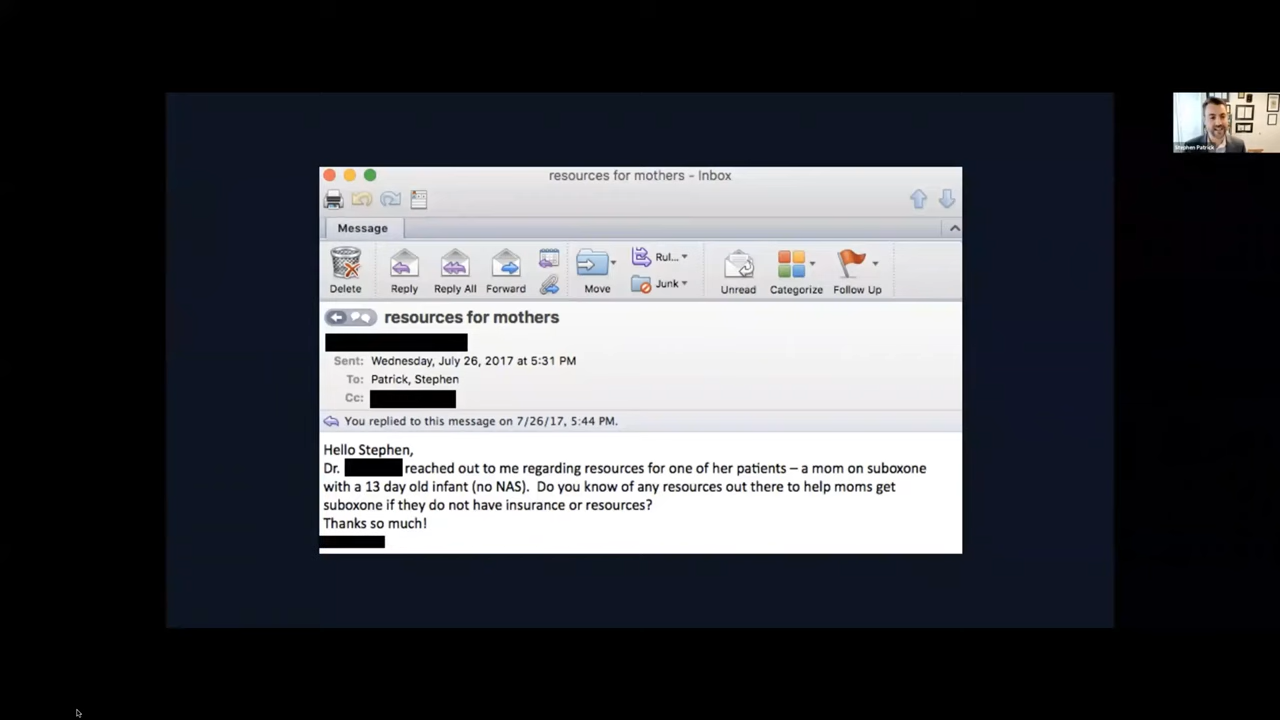 resources for mothers - Inbox
Message
Delete
Reply
Reply All
Forward
Move
Rul...
Junk
Unread
Categorize
Follow Up
resources for mothers
Sent: Wednesday, July 26, 2017 at 5:31 PM
To: Patrick, Stephen
Cc:
You replied to this message on 7/26/17, 5:44 PM.
Hello Stephen,
Dr. reached out to me regarding resources for one of her patients – a mom on suboxone
with a 13 day old infant (no NAS). Do you know of any resources out there to help moms get
suboxone if they do not have insurance or resources?
Thanks so much!
Stephen Patrick